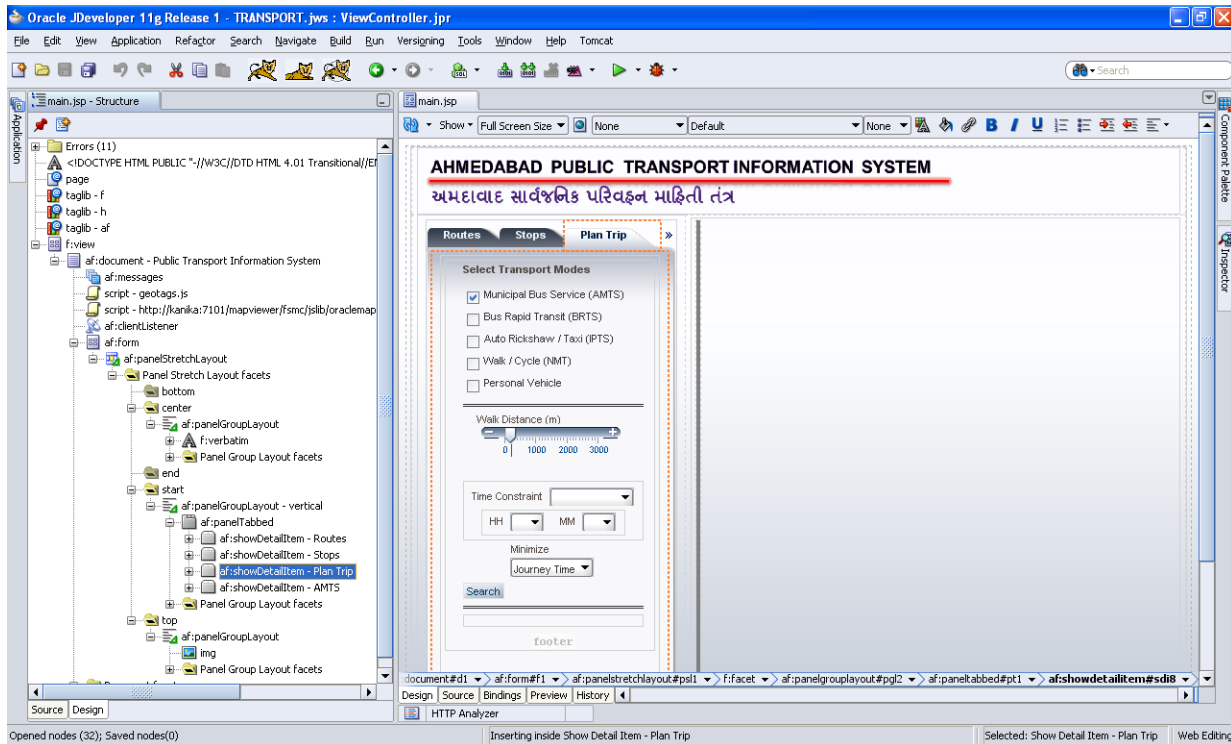 Oracle JDeveloper 11g Release 1 - TRANSPORT.jws : ViewController.jpr
File Edit View Application Refactor Search Navigate Build Run Versioning Tools Window Help Tomcat
Search
Application
main.jsp - Structure
Errors (11)
<!DOCTYPE HTML PUBLIC "-//W3C//DTD HTML 4.01 Transitional//E
page
taglib - f
taglib - h
taglib - af
f:view
af:document - Public Transport Information System
af:messages
script - geotags.js
script - http://kanika:7101/mapviewer/fsmc/jslib/oraclemap
af:clientListener
af:form
af:panelStretchLayout
Panel Stretch Layout facets
bottom
center
af:panelGroupLayout
f:verbatim
Panel Group Layout facets
end
start
af:panelGroupLayout - vertical
af:panelTabbed
af:showDetailItem - Routes
af:showDetailItem - Stops
af:showDetailItem - Plan Trip
af:showDetailItem - AMTS
Panel Group Layout facets
top
af:panelGroupLayout
img
Panel Group Layout facets
Source Design
main.jsp
Show Full Screen Size None Default None B I U
AHMEDABAD PUBLIC TRANSPORT INFORMATION SYSTEM
અમદાવાદ સાર્વજનિક પરિવહન માહિતી તંત્ર
Routes Stops Plan Trip »
Select Transport Modes
Municipal Bus Service (AMTS)
Bus Rapid Transit (BRTS)
Auto Rickshaw / Taxi (IPTS)
Walk / Cycle (NMT)
Personal Vehicle
Walk Distance (m)
0 1000 2000 3000
Time Constraint
HH MM
Minimize
Journey Time
Search
footer
document#d1 af:form#f1 af:panelstretchlayout#psl1 f:facet af:panelgrouplayout#pgl2 af:paneltabbed#pt1 af:showdetailitem#sdi8
Design Source Bindings Preview History
HTTP Analyzer
Component Palette
Inspector
Opened nodes (32); Saved nodes(0) Inserting inside Show Detail Item - Plan Trip Selected: Show Detail Item - Plan Trip Web Editing